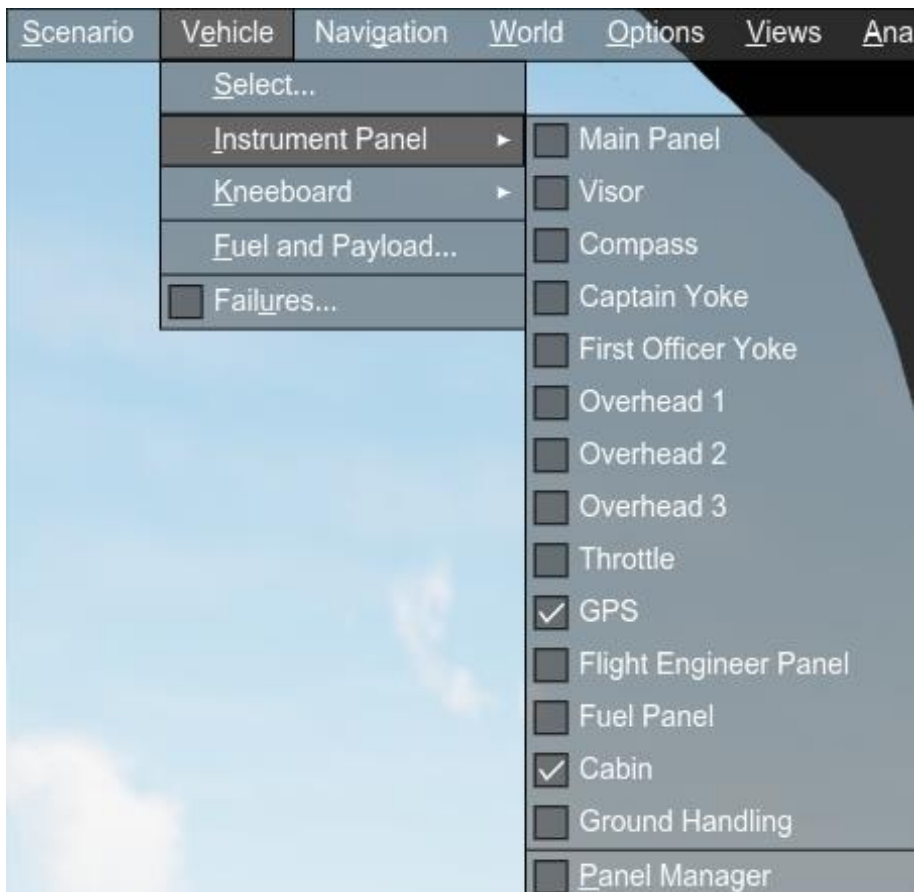 Scenario Vehicle Navigation World Options Views Ana
Select...
Instrument Panel
Kneeboard
Fuel and Payload...
Failures...
Main Panel
Visor
Compass
Captain Yoke
First Officer Yoke
Overhead 1
Overhead 2
Overhead 3
Throttle
GPS
Flight Engineer Panel
Fuel Panel
Cabin
Ground Handling
Panel Manager